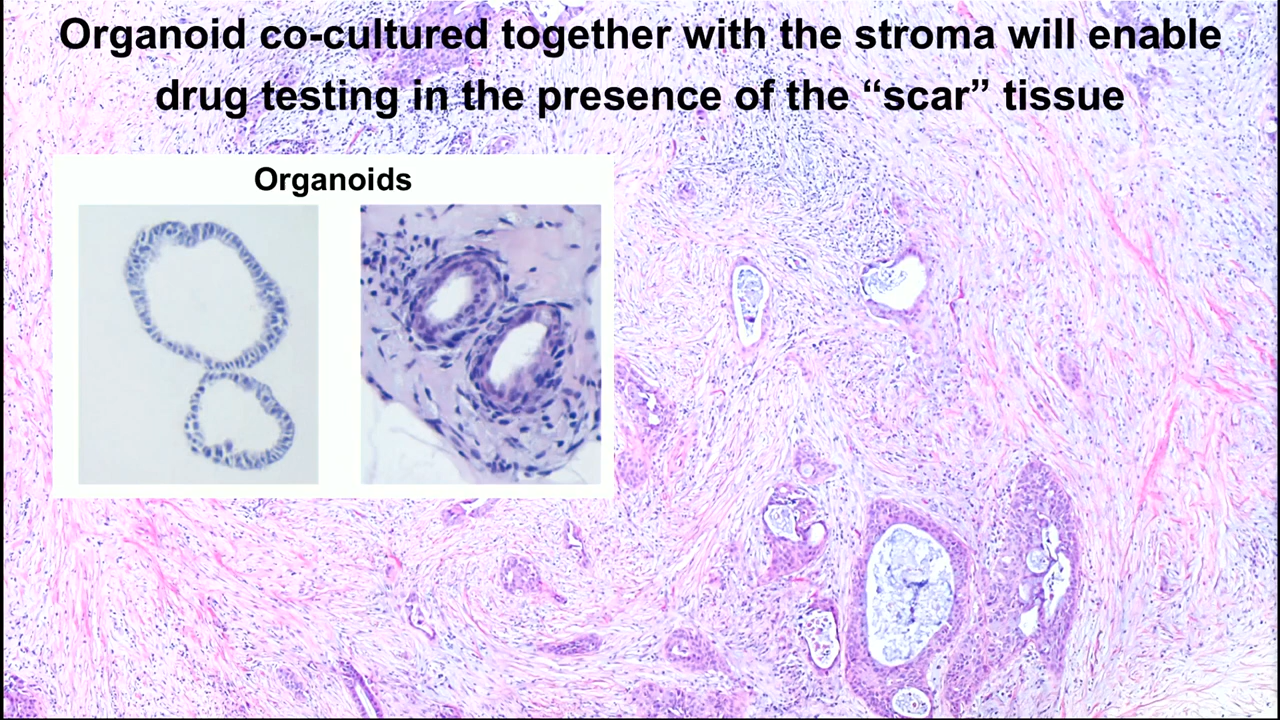 Organoid co-cultured together with the stroma will enable
drug testing in the presence of the “scar” tissue
Organoids